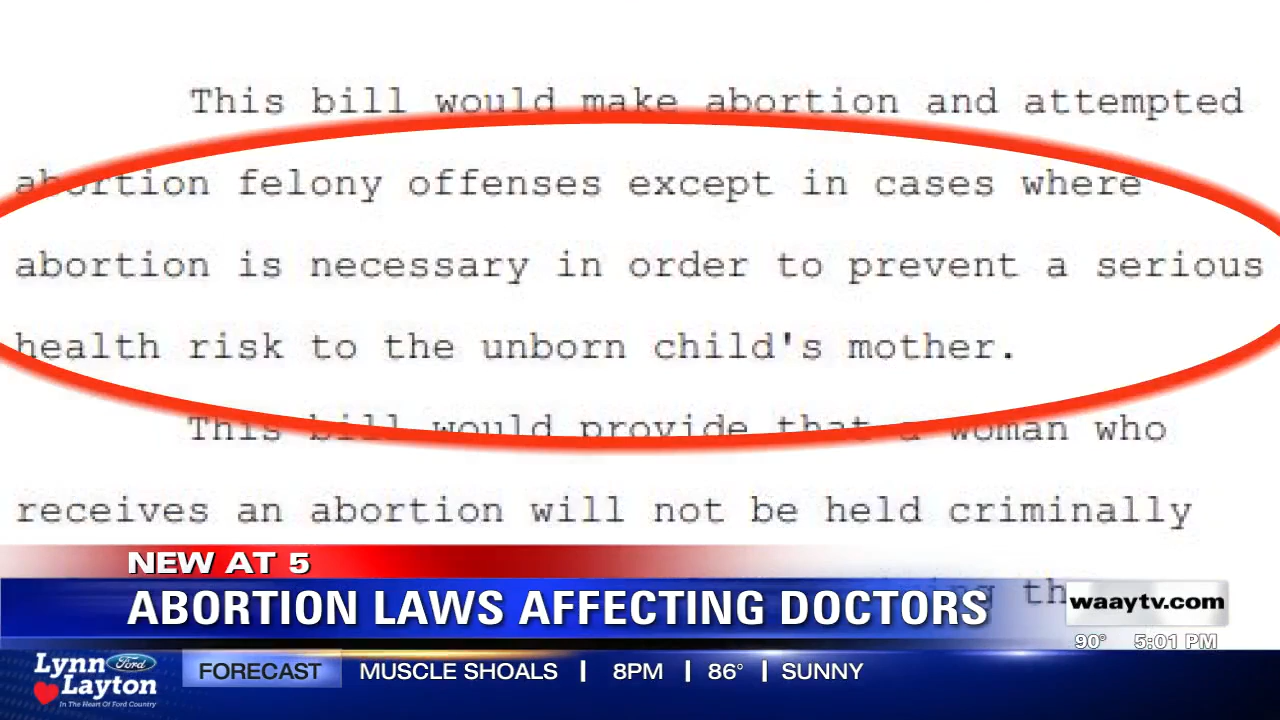 This bill would make abortion and attempted
abortion felony offenses except in cases where
abortion is necessary in order to prevent a serious
health risk to the unborn child's mother.
This bill would provide that a woman who
receives an abortion will not be held criminally
NEW AT 5
ABORTION LAWS AFFECTING DOCTORS
waaytv.com
90° 5:01 PM
Lynn Ford
Layton
In The Heart Of Ford Country
FORECAST MUSCLE SHOALS | 8PM | 86° | SUNNY